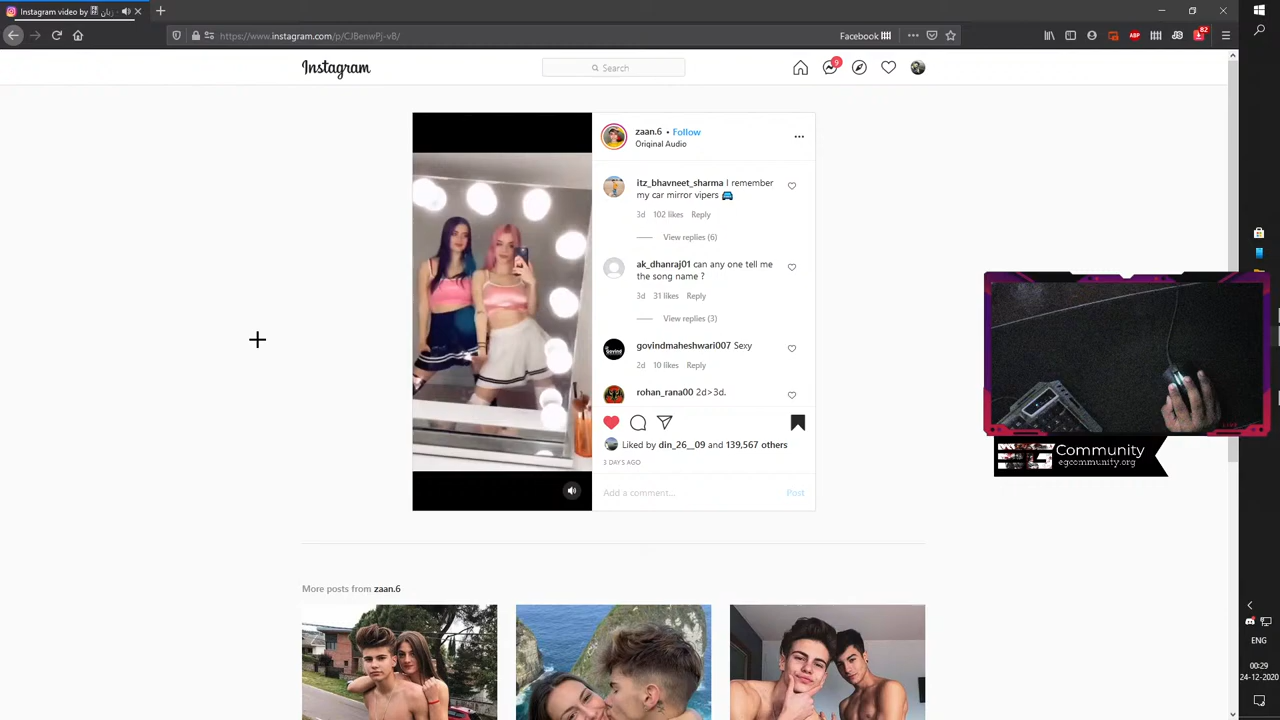 Instagram video by زبان -
https://www.instagram.com/p/CJBenwPj-vB/
Facebook
ABP
82
Instagram
Search
9
zaan.6 • Follow
Original Audio
itz_bhavneet_sharma I remember
my car mirror vipers 🚘
3d 102 likes Reply
View replies (6)
ak_dhanraj01 can any one tell me
the song name ?
3d 31 likes Reply
View replies (3)
govindmaheshwari007 Sexy
2d 10 likes Reply
rohan_rana00 2d>3d.
Liked by din_26__09 and 139,567 others
3 DAYS AGO
Add a comment... Post
More posts from zaan.6
Community
egcommunity.org
ENG
00:29
24-12-2020